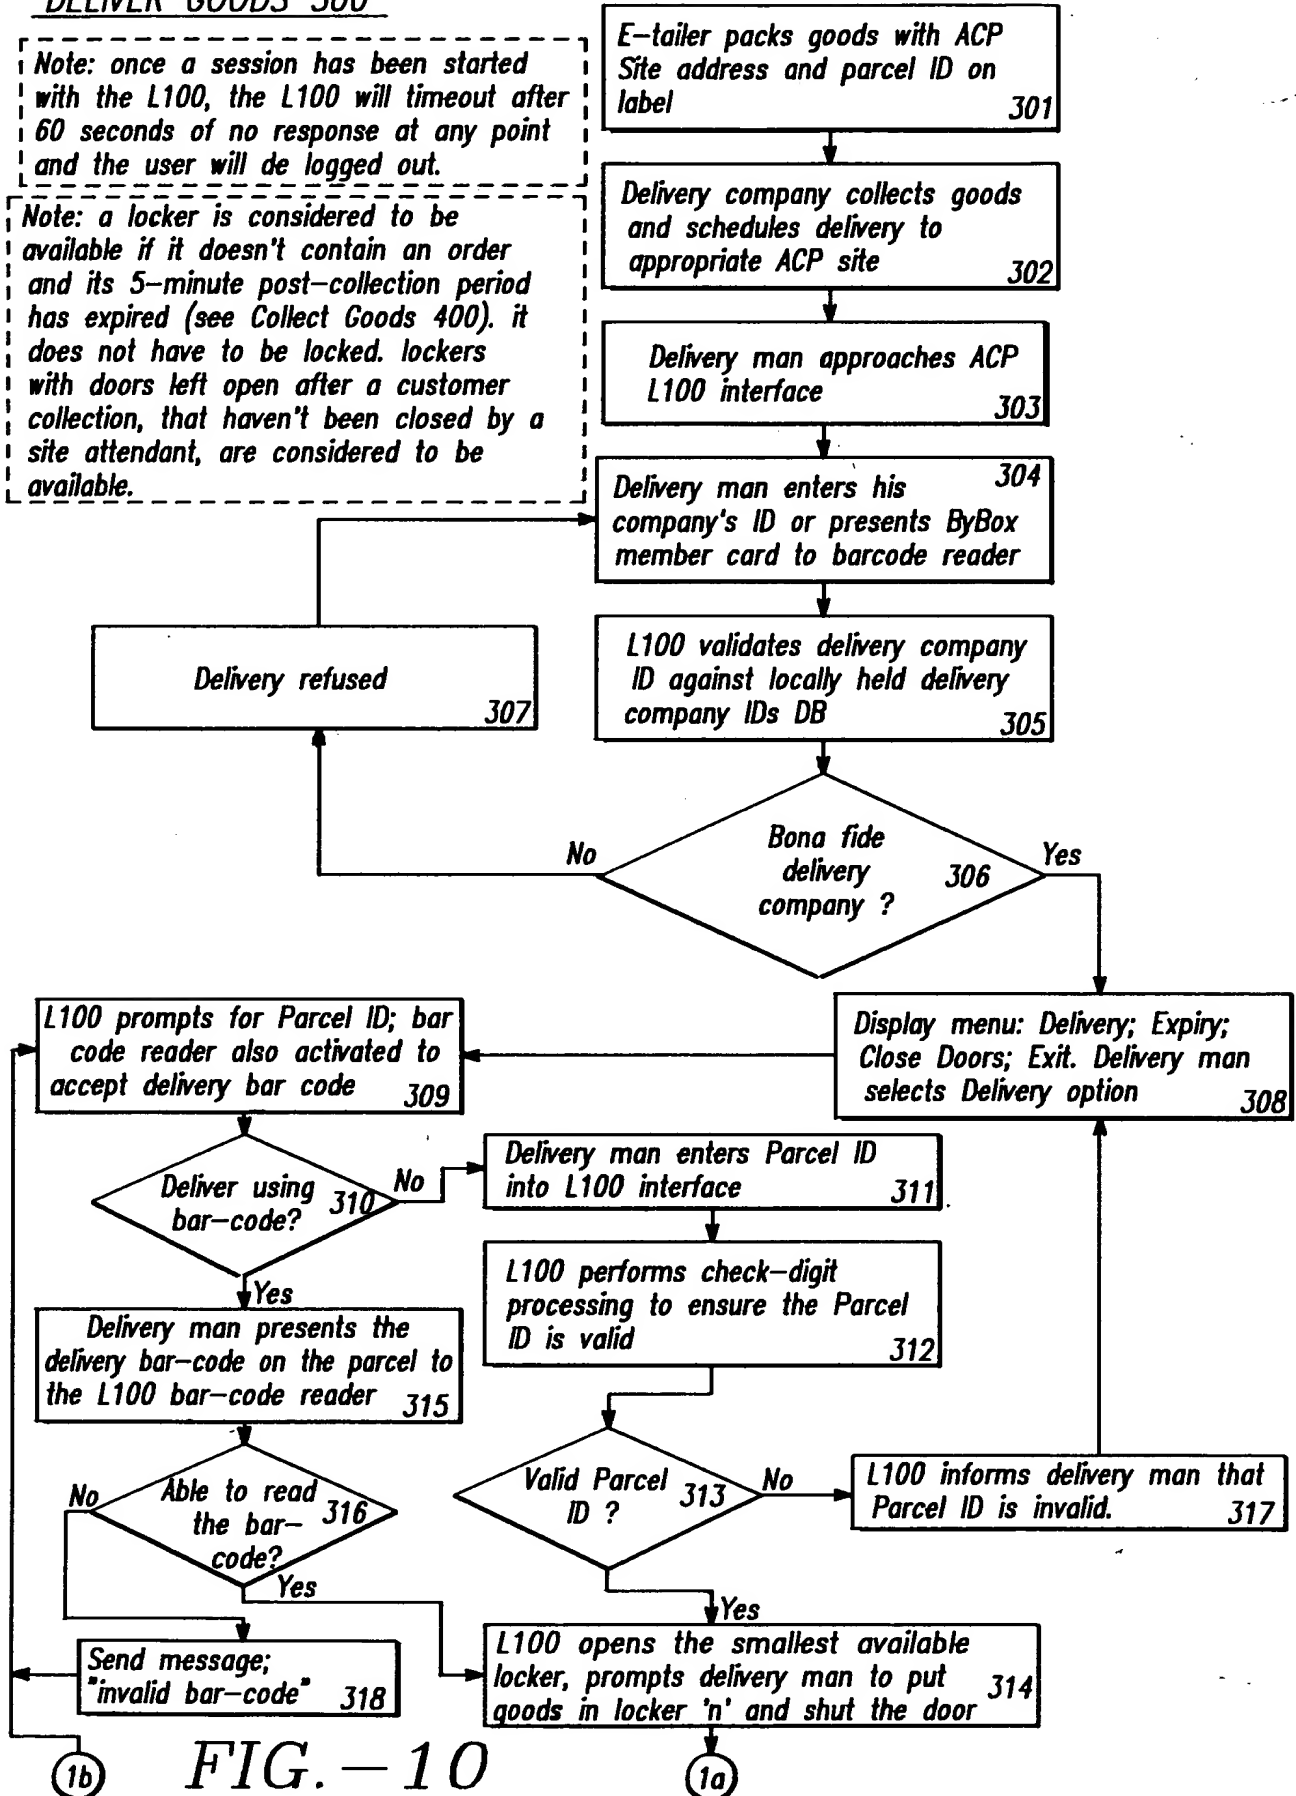 DELIVER GOODS 300
Note: once a session has been started
with the L100, the L100 will timeout after
60 seconds of no response at any point
and the user will de logged out.
Note: a locker is considered to be
available if it doesn't contain an order
and its 5-minute post-collection period
has expired (see Collect Goods 400). it
does not have to be locked. lockers
with doors left open after a customer
collection, that haven't been closed by a
site attendant, are considered to be
available.
E-tailer packs goods with ACP
Site address and parcel ID on
label
301
Delivery company collects goods
and schedules delivery to
appropriate ACP site
302
Delivery man approaches ACP
L100 interface
303
304
Delivery man enters his
company's ID or presents ByBox
member card to barcode reader
L100 validates delivery company
ID against locally held delivery
company IDs DB
305
Delivery refused
307
Bona fide
delivery
company ?
306
No
Yes
Display menu: Delivery; Expiry;
Close Doors; Exit. Delivery man
selects Delivery option
308
L100 prompts for Parcel ID; bar
code reader also activated to
accept delivery bar code
309
Deliver using
bar-code?
310
No
Yes
Delivery man enters Parcel ID
into L100 interface
311
L100 performs check-digit
processing to ensure the Parcel
ID is valid
312
Delivery man presents the
delivery bar-code on the parcel to
the L100 bar-code reader
315
Valid Parcel
ID ?
313
No
Yes
L100 informs delivery man that
Parcel ID is invalid.
317
Able to read
the bar-
code?
316
No
Yes
Send message;
"invalid bar-code"
318
L100 opens the smallest available
locker, prompts delivery man to put
goods in locker 'n' and shut the door
314
1b
1a
FIG.-10